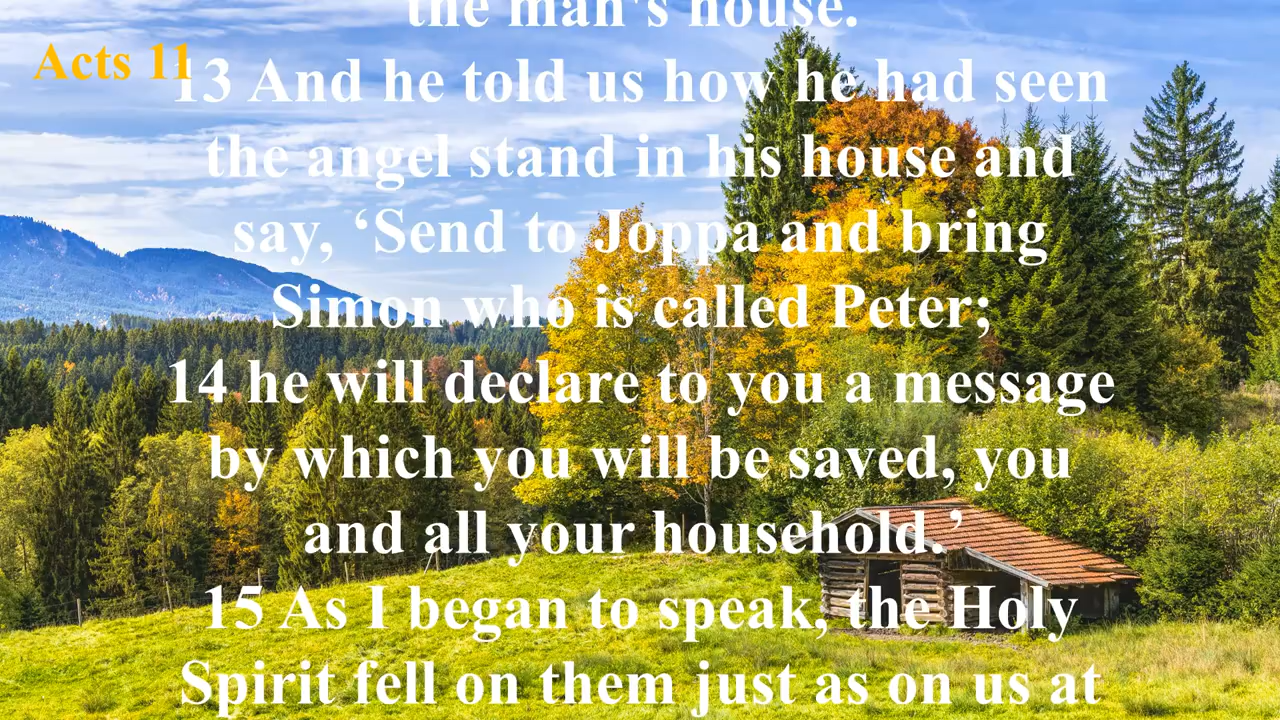 the man's house.
Acts 11
13 And he told us how he had seen
the angel stand in his house and
say, ‘Send to Joppa and bring
Simon who is called Peter;
14 he will declare to you a message
by which you will be saved, you
and all your household.’
15 As I began to speak, the Holy
Spirit fell on them just as on us at